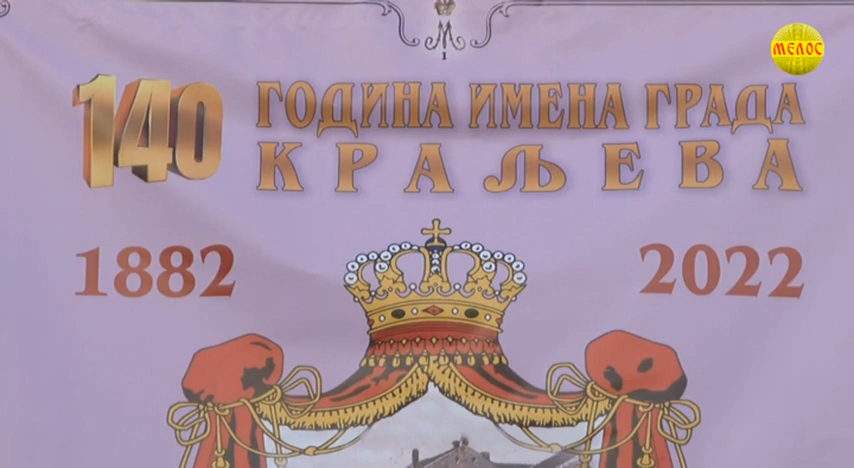 М
I
МЕЛОС
140
ГОДИНА ИМЕНА ГРАДА
КРАЉЕВА
1882
2022